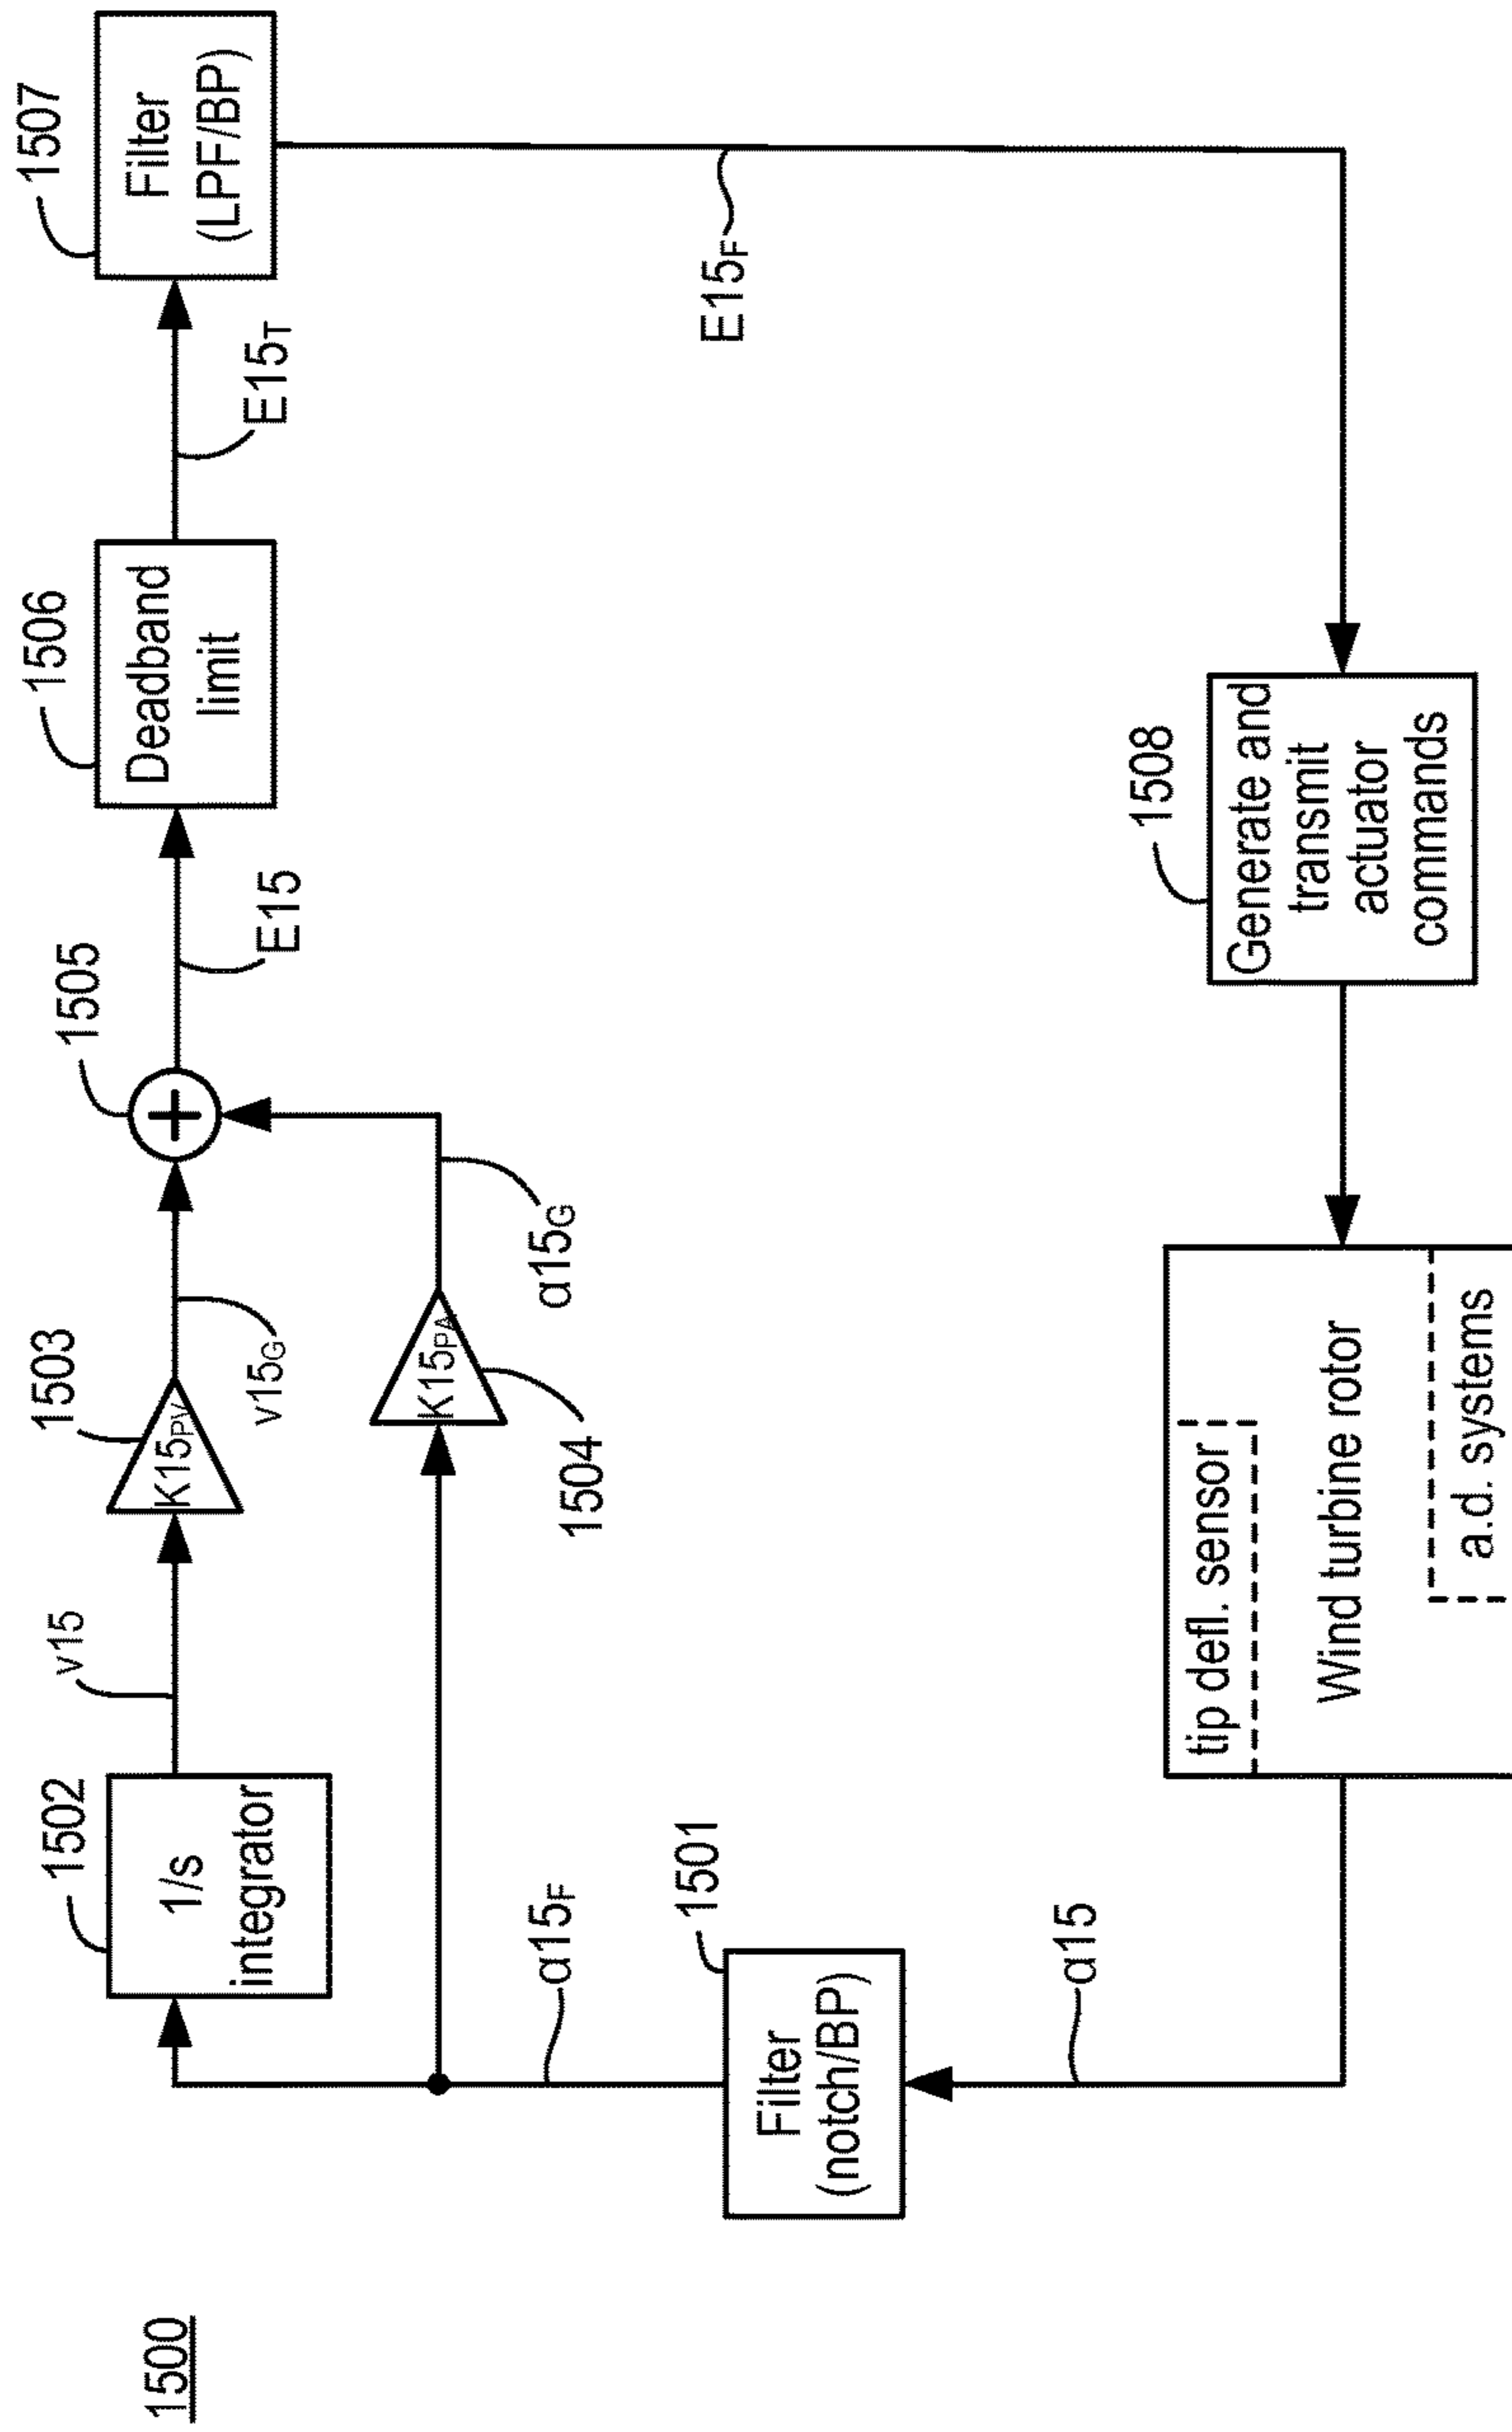 1500
1502
1/s
integrator
v15
1503
K15PV
v15G
1505
E15
1506
Deadband
limit
E15T
1507
Filter
(LPF/BP)
α15F
K15PA
1504
α15G
E15F
1501
Filter
(notch/BP)
α15
1508
Generate and
transmit
actuator
commands
tip defl. sensor
Wind turbine rotor
a.d. systems